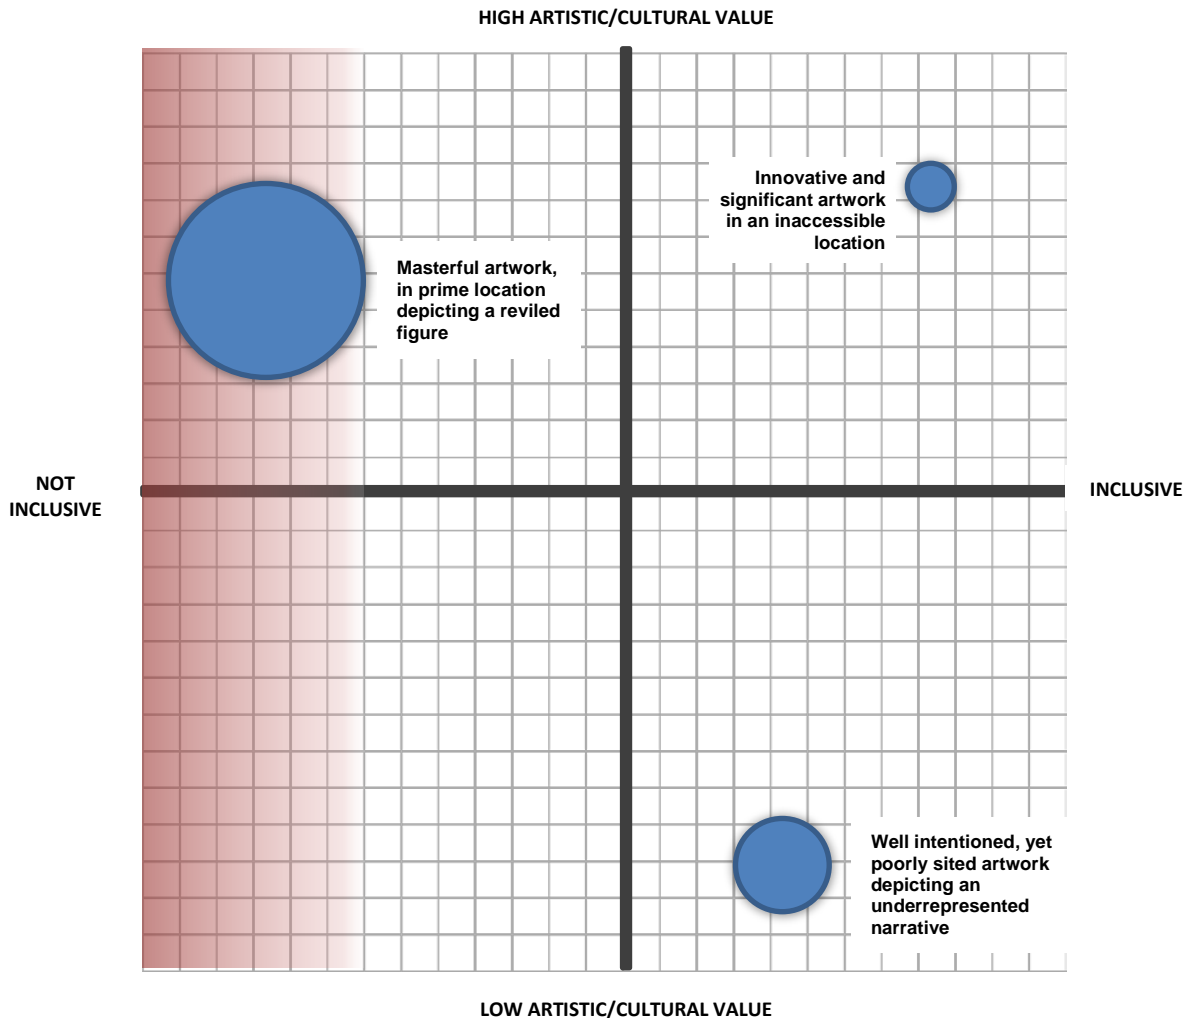 HIGH ARTISTIC/CULTURAL VALUE
Innovative and
significant artwork
in an inaccessible
location
Masterful artwork,
in prime location
depicting a reviled
figure
NOT
INCLUSIVE
INCLUSIVE
Well intentioned, yet
poorly sited artwork
depicting an
underrepresented
narrative
LOW ARTISTIC/CULTURAL VALUE